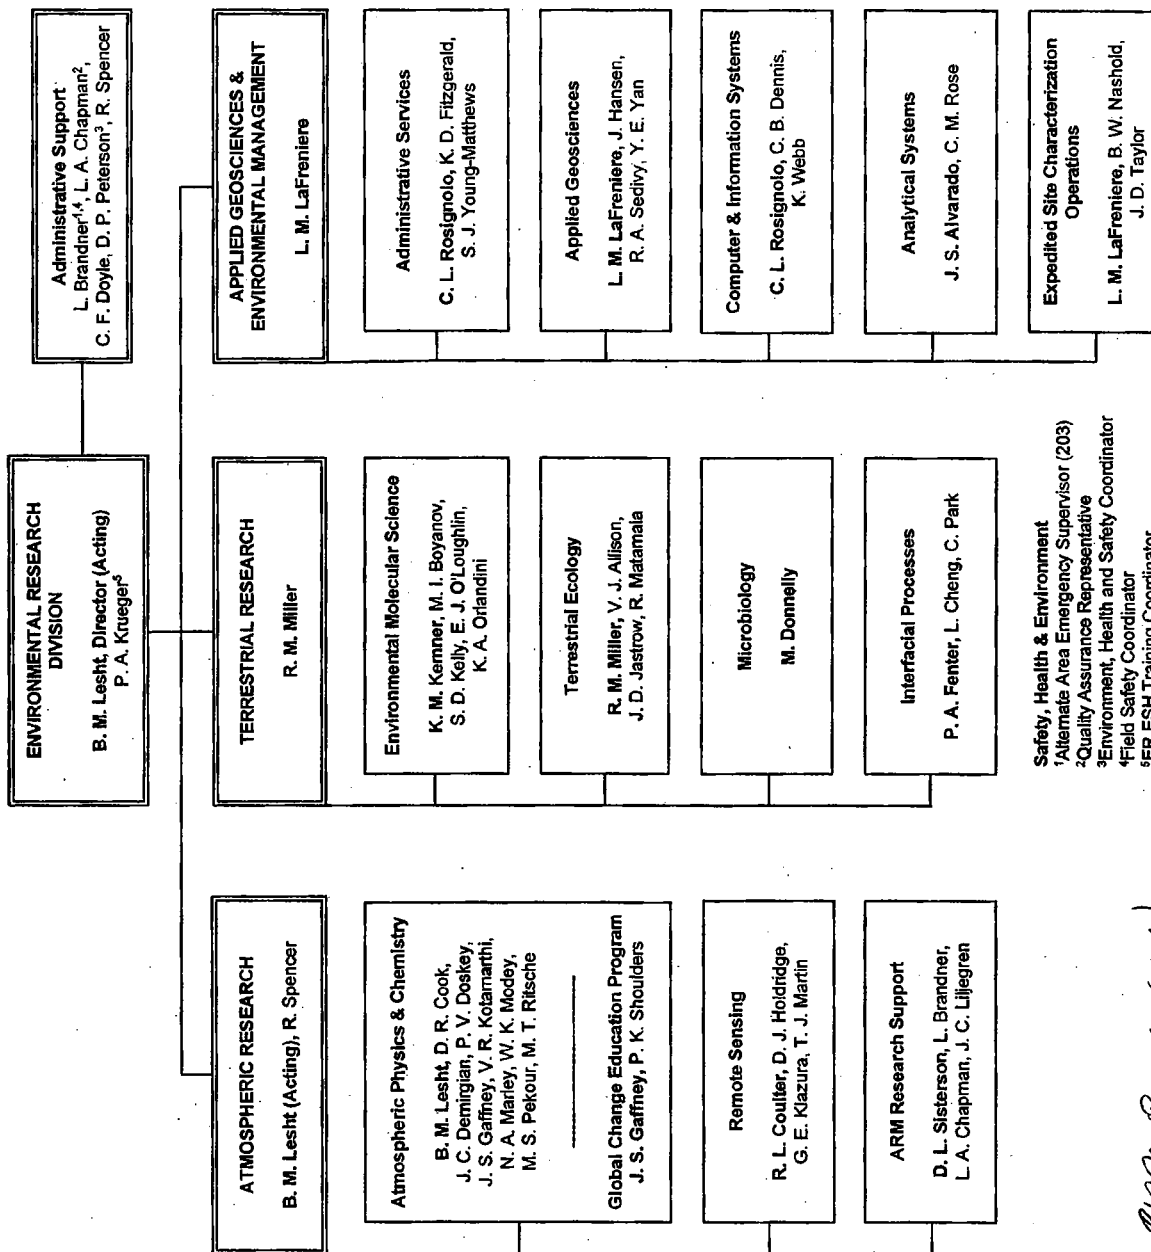 ENVIRONMENTAL RESEARCH
DIVISION
B. M. Lesht, Director (Acting)
P. A. Krueger⁵
Administrative Support
L. Brandner¹˒⁴, L. A. Chapman²,
C. F. Doyle, D. P. Peterson³, R. Spencer
ATMOSPHERIC RESEARCH
B. M. Lesht (Acting), R. Spencer
Atmospheric Physics & Chemistry
B. M. Lesht, D. R. Cook,
J. C. Demirgian, P. V. Doskey,
J. S. Gaffney, V. R. Kotamarthi,
N. A. Marley, W. K. Modey,
M. S. Pekour, M. T. Ritsche
Global Change Education Program
J. S. Gaffney, P. K. Shoulders
Remote Sensing
R. L. Coulter, D. J. Holdridge,
G. E. Klazura, T. J. Martin
ARM Research Support
D. L. Sisterson, L. Brandner,
L. A. Chapman, J. C. Liljegren
TERRESTRIAL RESEARCH
R. M. Miller
Environmental Molecular Science
K. M. Kemner, M. I. Boyanov,
S. D. Kelly, E. J. O'Loughlin,
K. A. Orlandini
Terrestrial Ecology
R. M. Miller, V. J. Allison,
J. D. Jastrow, R. Matamala
Microbiology
M. Donnelly
Interfacial Processes
P. A. Fenter, L. Cheng, C. Park
APPLIED GEOSCIENCES &
ENVIRONMENTAL MANAGEMENT
L. M. LaFreniere
Administrative Services
C. L. Rosignolo, K. D. Fitzgerald,
S. J. Young-Matthews
Applied Geosciences
L. M. LaFreniere, J. Hansen,
R. A. Sedivy, Y. E. Yan
Computer & Information Systems
C. L. Rosignolo, C. B. Dennis,
K. Webb
Analytical Systems
J. S. Alvarado, C. M. Rose
Expedited Site Characterization
Operations
L. M. LaFreniere, B. W. Nashold,
J. D. Taylor
Safety, Health & Environment
¹Alternate Area Emergency Supervisor (203)
²Quality Assurance Representative
³Environment, Health and Safety Coordinator
⁴Field Safety Coordinator
⁵ER ESH Training Coordinator